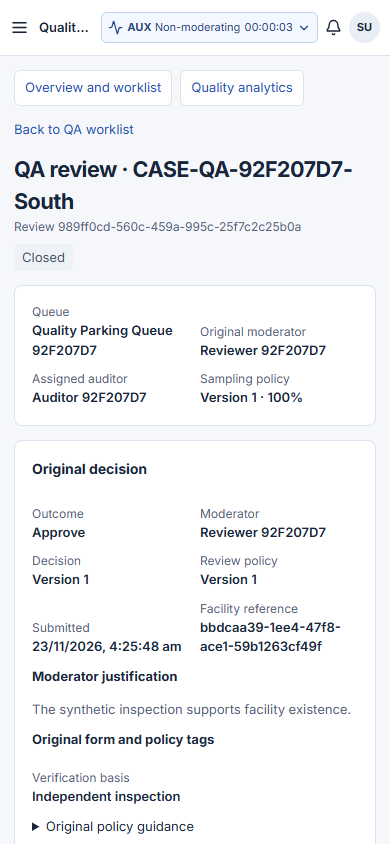 Qualit...
AUX Non-moderating 00:00:03
SU
Overview and worklist
Quality analytics
Back to QA worklist
QA review · CASE-QA-92F207D7-
South
Review 989ff0cd-560c-459a-995c-25f7c2c25b0a
Closed
Queue
Quality Parking Queue
92F207D7
Original moderator
Reviewer 92F207D7
Assigned auditor
Auditor 92F207D7
Sampling policy
Version 1 · 100%
Original decision
Outcome
Approve
Moderator
Reviewer 92F207D7
Decision
Version 1
Review policy
Version 1
Submitted
23/11/2026, 4:25:48 am
Facility reference
bbdcaa39-1ee4-47f8-
ace1-59b1263cf49f
Moderator justification
The synthetic inspection supports facility existence.
Original form and policy tags
Verification basis
Independent inspection
Original policy guidance